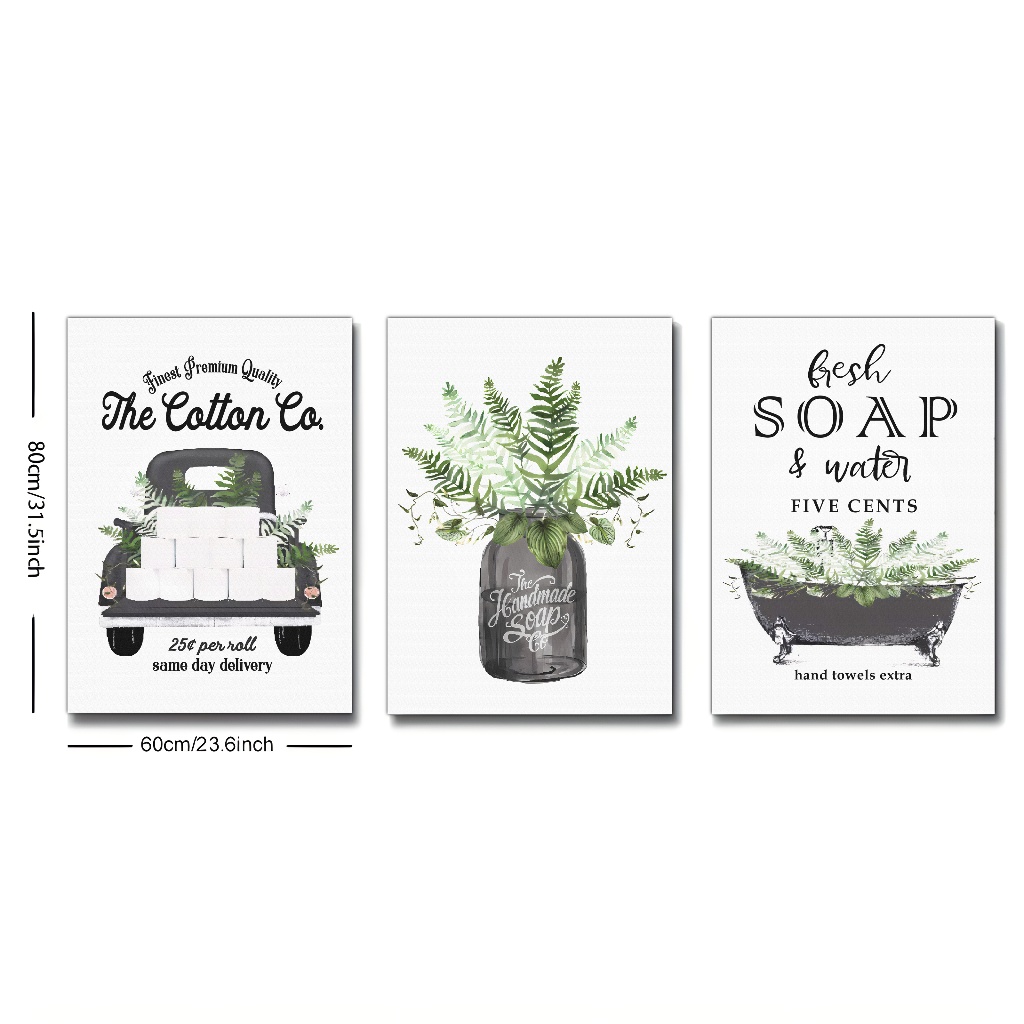 80cm/31.5inch
Finest Premium Quality
The Cotton Co.
25¢ per roll
same day delivery
60cm/23.6inch
The
Handmade
Soap
Co
fresh
SOAP
& water
FIVE CENTS
hand towels extra